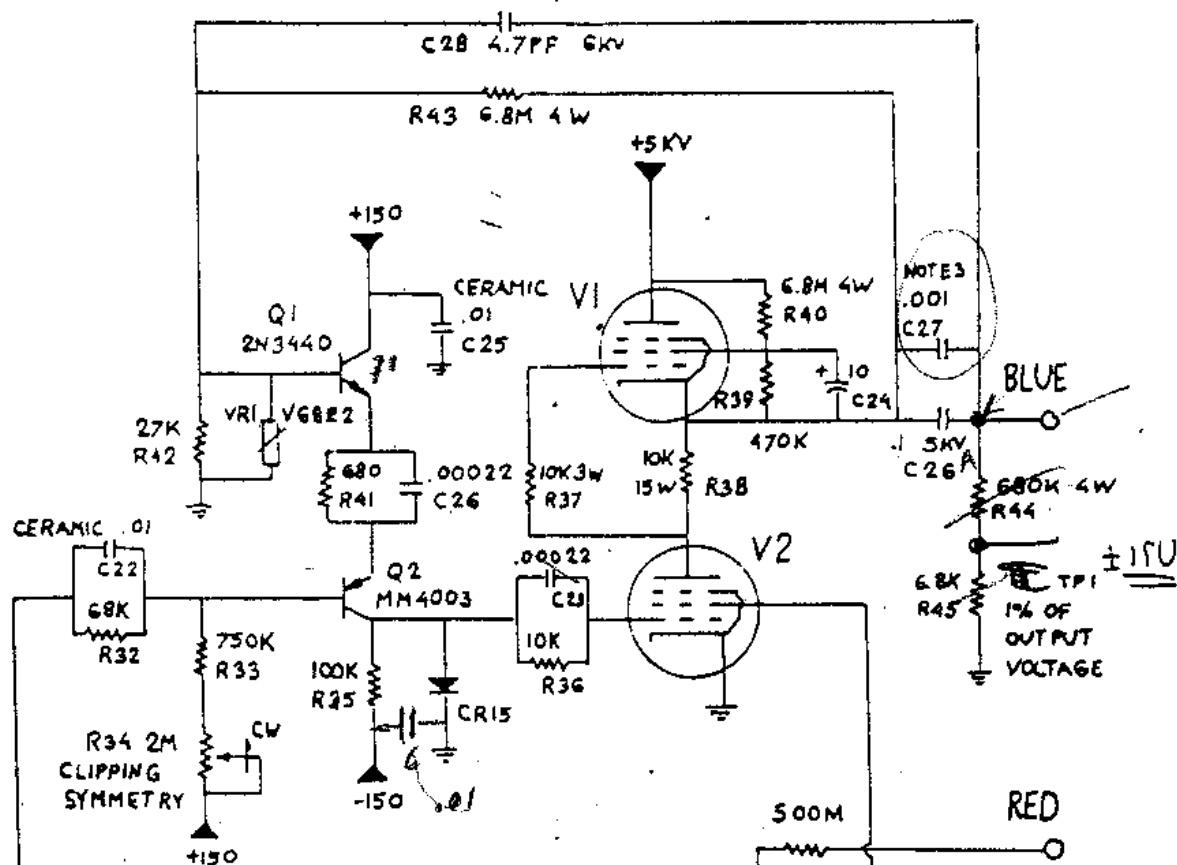 C28 4.7PF 6KV
R43 6.8M 4W
+5KV
+150
CERAMIC
.01
C25
Q1
2N3440
V1
6.8M 4W
R40
NOTE3
.001
C27
+ 10
C24
R39
470K
BLUE
27K
R42
VR1
680
R41
.00022
C26
10K 3W
R37
10K
15W
R38
.1 5KV
C26 A
680K 4W
R44
CERAMIC .01
C22
68K
R32
Q2
MM4003
.00022
C23
10K
R36
V2
6.8K
R45
TP1
1% OF
OUTPUT
VOLTAGE
750K
R33
100K
R35
CR15
R34 2M
CLIPPING
SYMMETRY
CW
+150
-150
.01
500M
RED